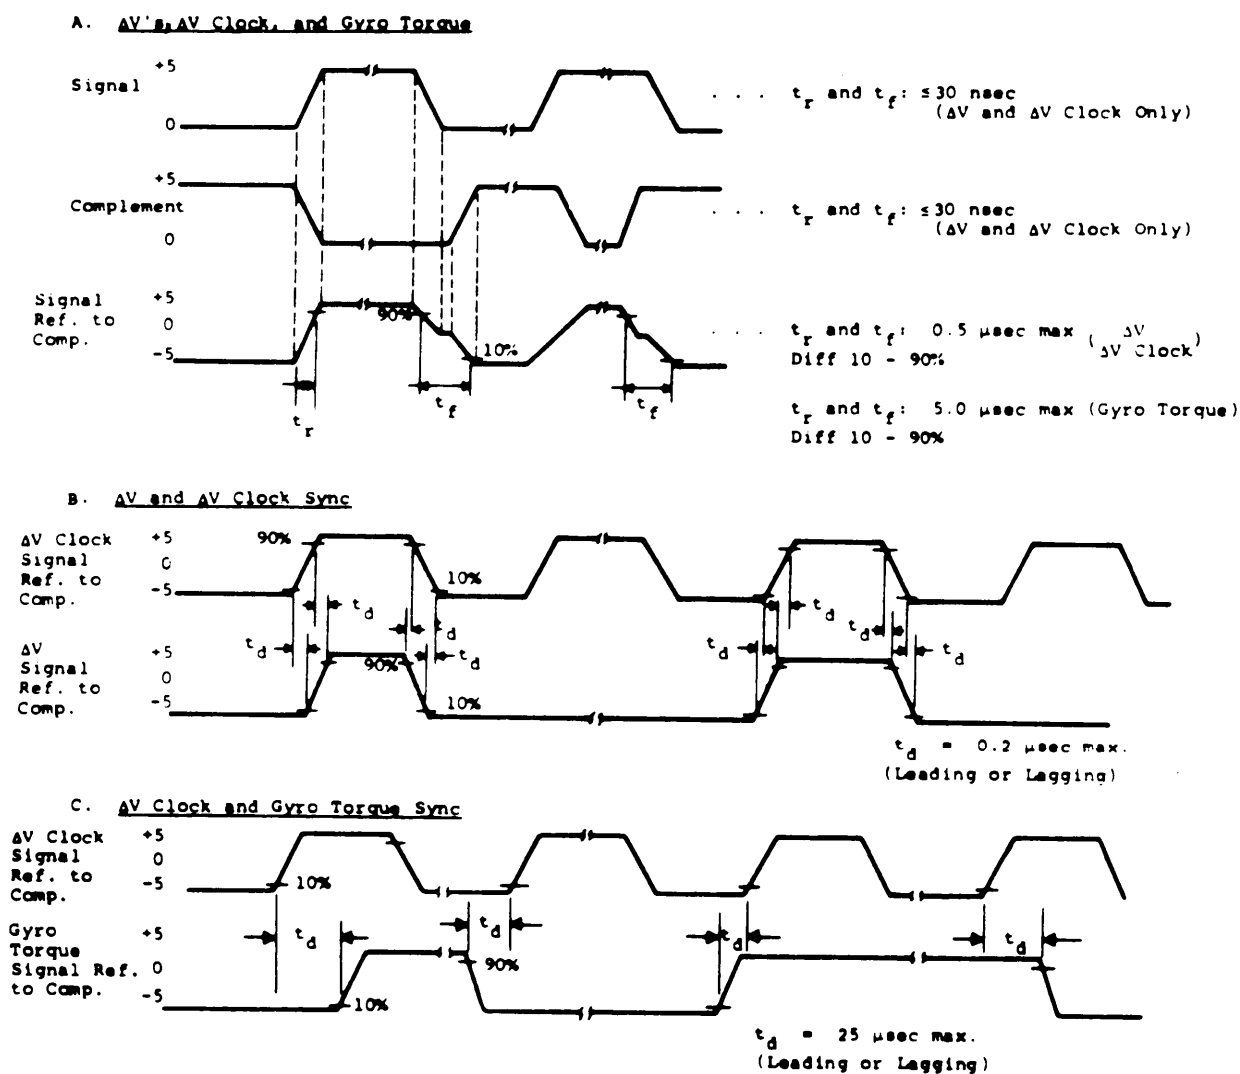 A. ΔV's, ΔV Clock, and Gyro Torque
Signal
+5
0
. . . t_r and t_f: ≤30 nsec
(ΔV and ΔV Clock Only)
Complement
+5
0
. . . t_r and t_f: ≤30 nsec
(ΔV and ΔV Clock Only)
Signal
Ref. to
Comp.
+5
0
-5
90%
10%
t_r
t_f
t_f
. . . t_r and t_f: 0.5 μsec max (ΔV
ΔV Clock)
Diff 10 - 90%
t_r and t_f: 5.0 μsec max (Gyro Torque)
Diff 10 - 90%
B. ΔV and ΔV Clock Sync
ΔV Clock
Signal
Ref. to
Comp.
+5
0
-5
90%
10%
t_d
t_d
t_d
t_d
t_d
t_d
t_d
t_d
ΔV
Signal
Ref. to
Comp.
+5
0
-5
90%
10%
t_d = 0.2 μsec max.
(Leading or Lagging)
C. ΔV Clock and Gyro Torque Sync
ΔV Clock
Signal
Ref. to
Comp.
+5
0
-5
10%
t_d
t_d
t_d
t_d
Gyro
Torque
Signal Ref.
to Comp.
+5
0
-5
10%
90%
t_d = 25 μsec max.
(Leading or Lagging)